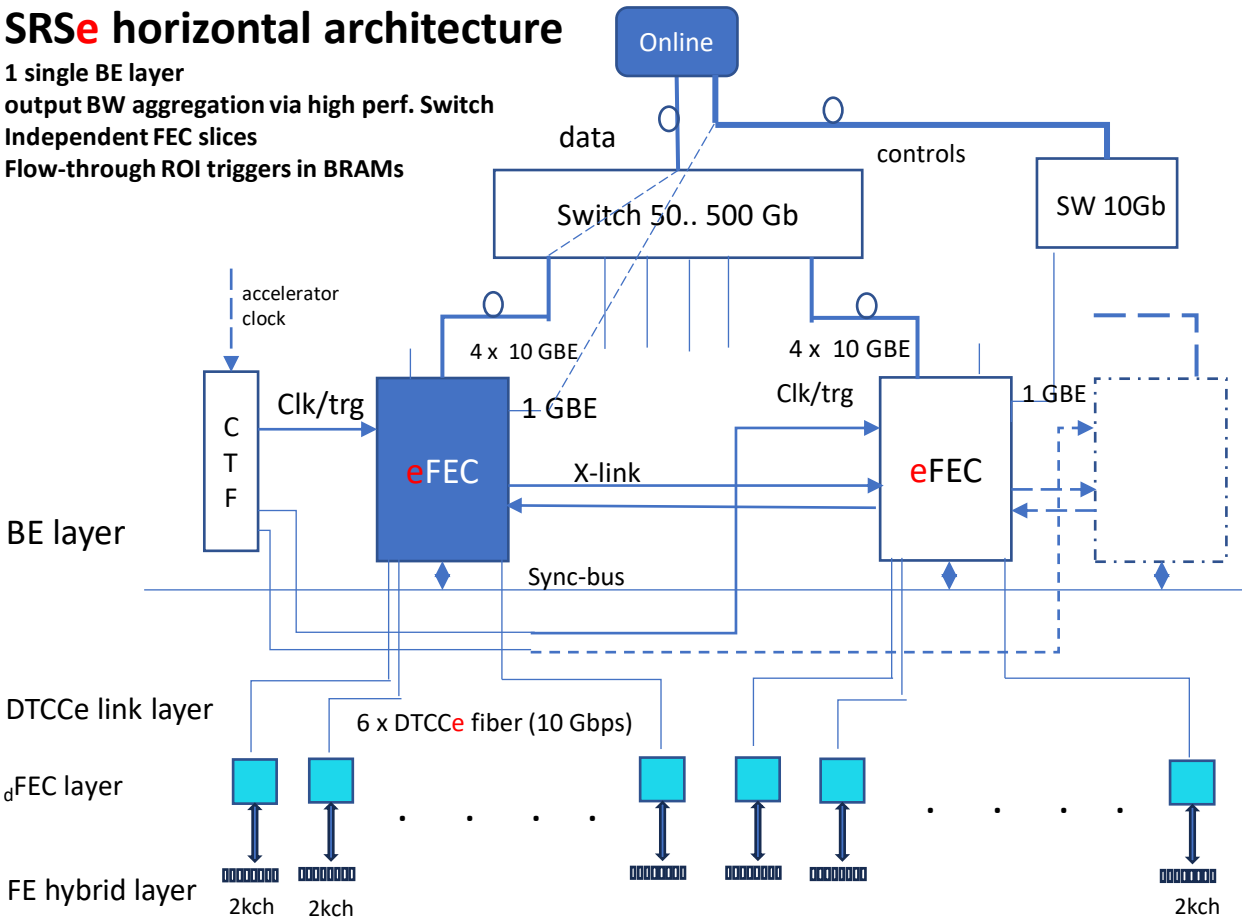 SRSe horizontal architecture
1 single BE layer
output BW aggregation via high perf. Switch
Independent FEC slices
Flow-through ROI triggers in BRAMs
Online
data
controls
Switch 50.. 500 Gb
SW 10Gb
accelerator
clock
4 x 10 GBE
4 x 10 GBE
C
T
F
Clk/trg
1 GBE
Clk/trg
1 GBE
eFEC
X-link
eFEC
BE layer
Sync-bus
DTCCe link layer
6 x DTCCe fiber (10 Gbps)
dFEC layer
. . . .
. . . .
FE hybrid layer
2kch
2kch
2kch